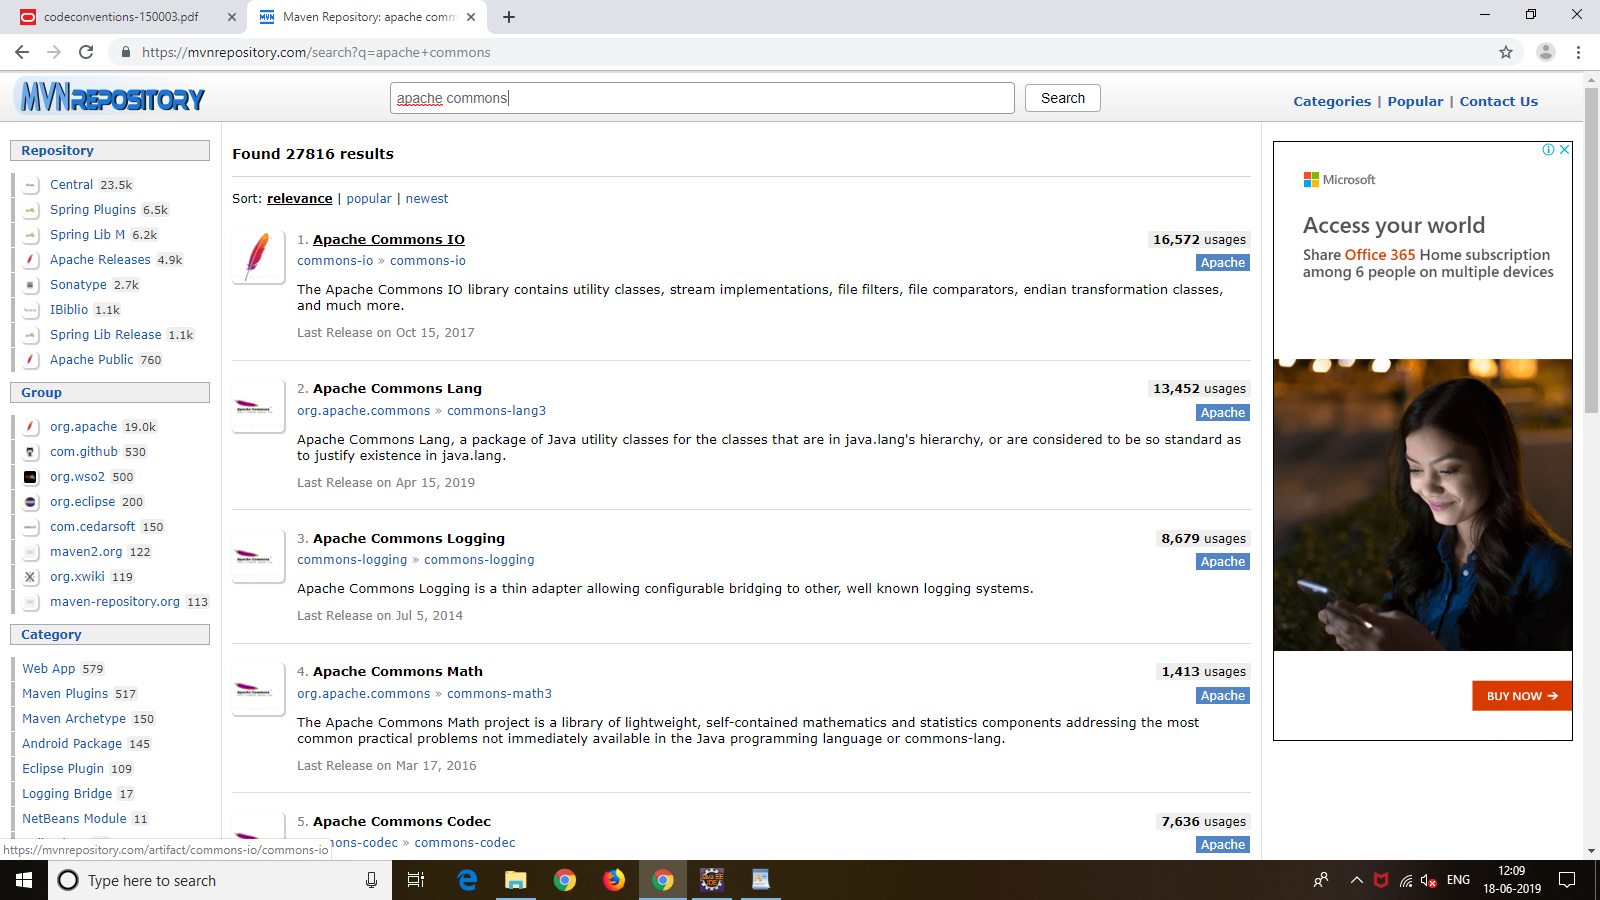 codeconventions-150003.pdf
Maven Repository: apache comm
https://mvnrepository.com/search?q=apache+commons
MVNREPOSITORY
apache commons
Search
Categories | Popular | Contact Us
Repository
Central 23.5k
Spring Plugins 6.5k
Spring Lib M 6.2k
Apache Releases 4.9k
Sonatype 2.7k
IBiblio 1.1k
Spring Lib Release 1.1k
Apache Public 760
Group
org.apache 19.0k
com.github 530
org.wso2 500
org.eclipse 200
com.cedarsoft 150
maven2.org 122
org.xwiki 119
maven-repository.org 113
Category
Web App 579
Maven Plugins 517
Maven Archetype 150
Android Package 145
Eclipse Plugin 109
Logging Bridge 17
NetBeans Module 11
https://mvnrepository.com/artifact/commons-io/commons-io
Found 27816 results
Sort: relevance | popular | newest
1. Apache Commons IO
16,572 usages
commons-io » commons-io
Apache
The Apache Commons IO library contains utility classes, stream implementations, file filters, file comparators, endian transformation classes,
and much more.
Last Release on Oct 15, 2017
2. Apache Commons Lang
13,452 usages
org.apache.commons » commons-lang3
Apache
Apache Commons Lang, a package of Java utility classes for the classes that are in java.lang's hierarchy, or are considered to be so standard as
to justify existence in java.lang.
Last Release on Apr 15, 2019
3. Apache Commons Logging
8,679 usages
commons-logging » commons-logging
Apache
Apache Commons Logging is a thin adapter allowing configurable bridging to other, well known logging systems.
Last Release on Jul 5, 2014
4. Apache Commons Math
1,413 usages
org.apache.commons » commons-math3
Apache
The Apache Commons Math project is a library of lightweight, self-contained mathematics and statistics components addressing the most
common practical problems not immediately available in the Java programming language or commons-lang.
Last Release on Mar 17, 2016
5. Apache Commons Codec
7,636 usages
ons-codec » commons-codec
Apache
Microsoft
Access your world
Share Office 365 Home subscription
among 6 people on multiple devices
BUY NOW →
Type here to search
ENG
12:09
18-06-2019